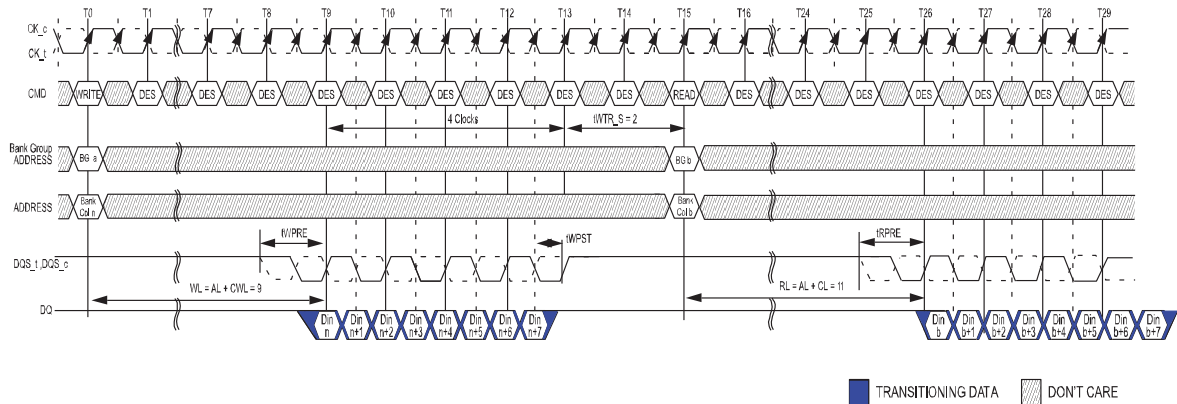 T0 T1 T7 T8 T9 T10 T11 T12 T13 T14 T15 T16 T24 T25 T26 T27 T28 T29
CK_c
CK_t
CMD WRITE DES DES DES DES DES DES DES DES DES READ DES DES DES DES DES DES DES
4 Clocks tWTR_S = 2
Bank Group
ADDRESS BG a BG b
ADDRESS Bank Col n Bank Col b
tWPRE tWPST tRPRE
DQS_t,DQS_c
WL = AL + CWL = 9 RL = AL + CL = 11
DQ Din n Din n+1 Din n+2 Din n+3 Din n+4 Din n+5 Din n+6 Din n+7 Din b Din b+1 Din b+2 Din b+3 Din b+4 Din b+5 Din b+6 Din b+7
TRANSITIONING DATA DON'T CARE